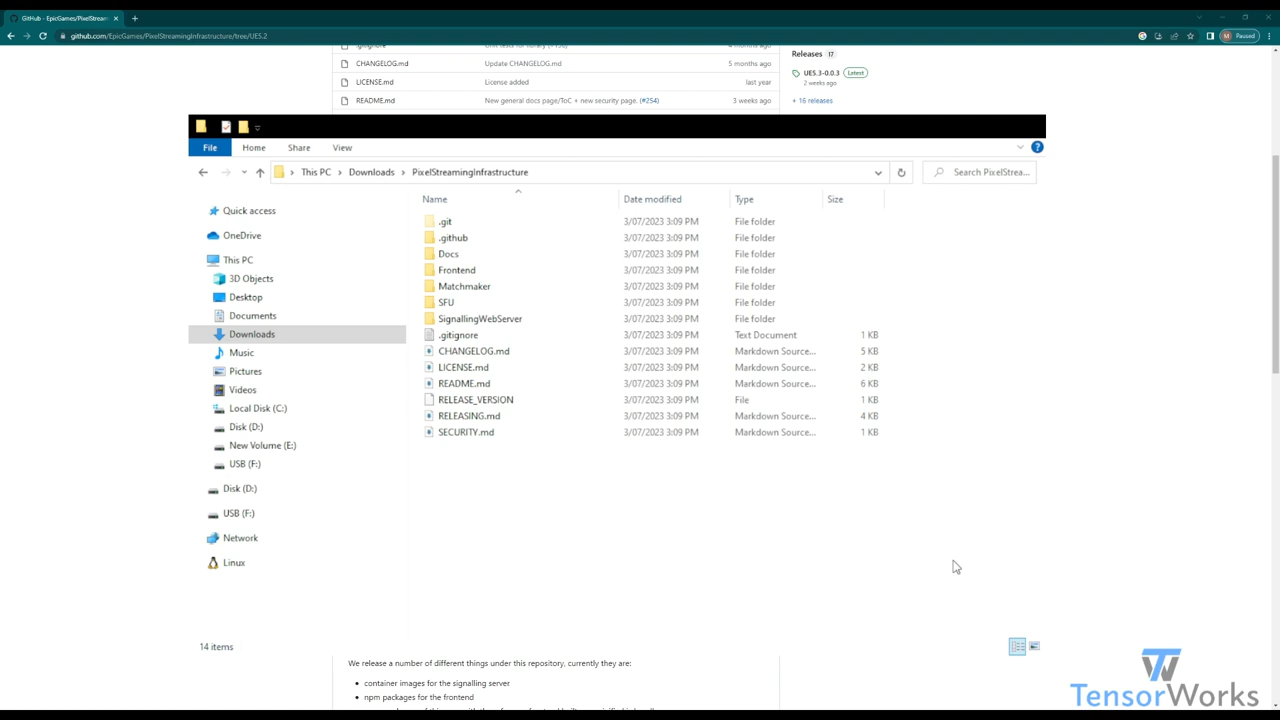 GitHub - EpicGames/PixelStream
github.com/EpicGames/PixelStreamingInfrastructure/tree/UE5.2
M Paused
4 months ago
CHANGELOG.md Update CHANGELOG.md 5 months ago
LICENSE.md License added last year
README.md New general docs page/ToC + new security page. (#254) 3 weeks ago
Releases 17
UE5.3-0.0.3 Latest
2 weeks ago
+ 16 releases
File Home Share View
This PC Downloads PixelStreamingInfrastructure
Search PixelStrea...
Name Date modified Type Size
Quick access
OneDrive
This PC
3D Objects
Desktop
Documents
Downloads
Music
Pictures
Videos
Local Disk (C:)
Disk (D:)
New Volume (E:)
USB (F:)
Disk (D:)
USB (F:)
Network
Linux
.git 3/07/2023 3:09 PM File folder
.github 3/07/2023 3:09 PM File folder
Docs 3/07/2023 3:09 PM File folder
Frontend 3/07/2023 3:09 PM File folder
Matchmaker 3/07/2023 3:09 PM File folder
SFU 3/07/2023 3:09 PM File folder
SignallingWebServer 3/07/2023 3:09 PM File folder
.gitignore 3/07/2023 3:09 PM Text Document 1 KB
CHANGELOG.md 3/07/2023 3:09 PM Markdown Source... 5 KB
LICENSE.md 3/07/2023 3:09 PM Markdown Source... 2 KB
README.md 3/07/2023 3:09 PM Markdown Source... 6 KB
RELEASE_VERSION 3/07/2023 3:09 PM File 1 KB
RELEASING.md 3/07/2023 3:09 PM Markdown Source... 4 KB
SECURITY.md 3/07/2023 3:09 PM Markdown Source... 1 KB
14 items
We release a number of different things under this repository, currently they are:
container images for the signalling server
npm packages for the frontend
TensorWorks